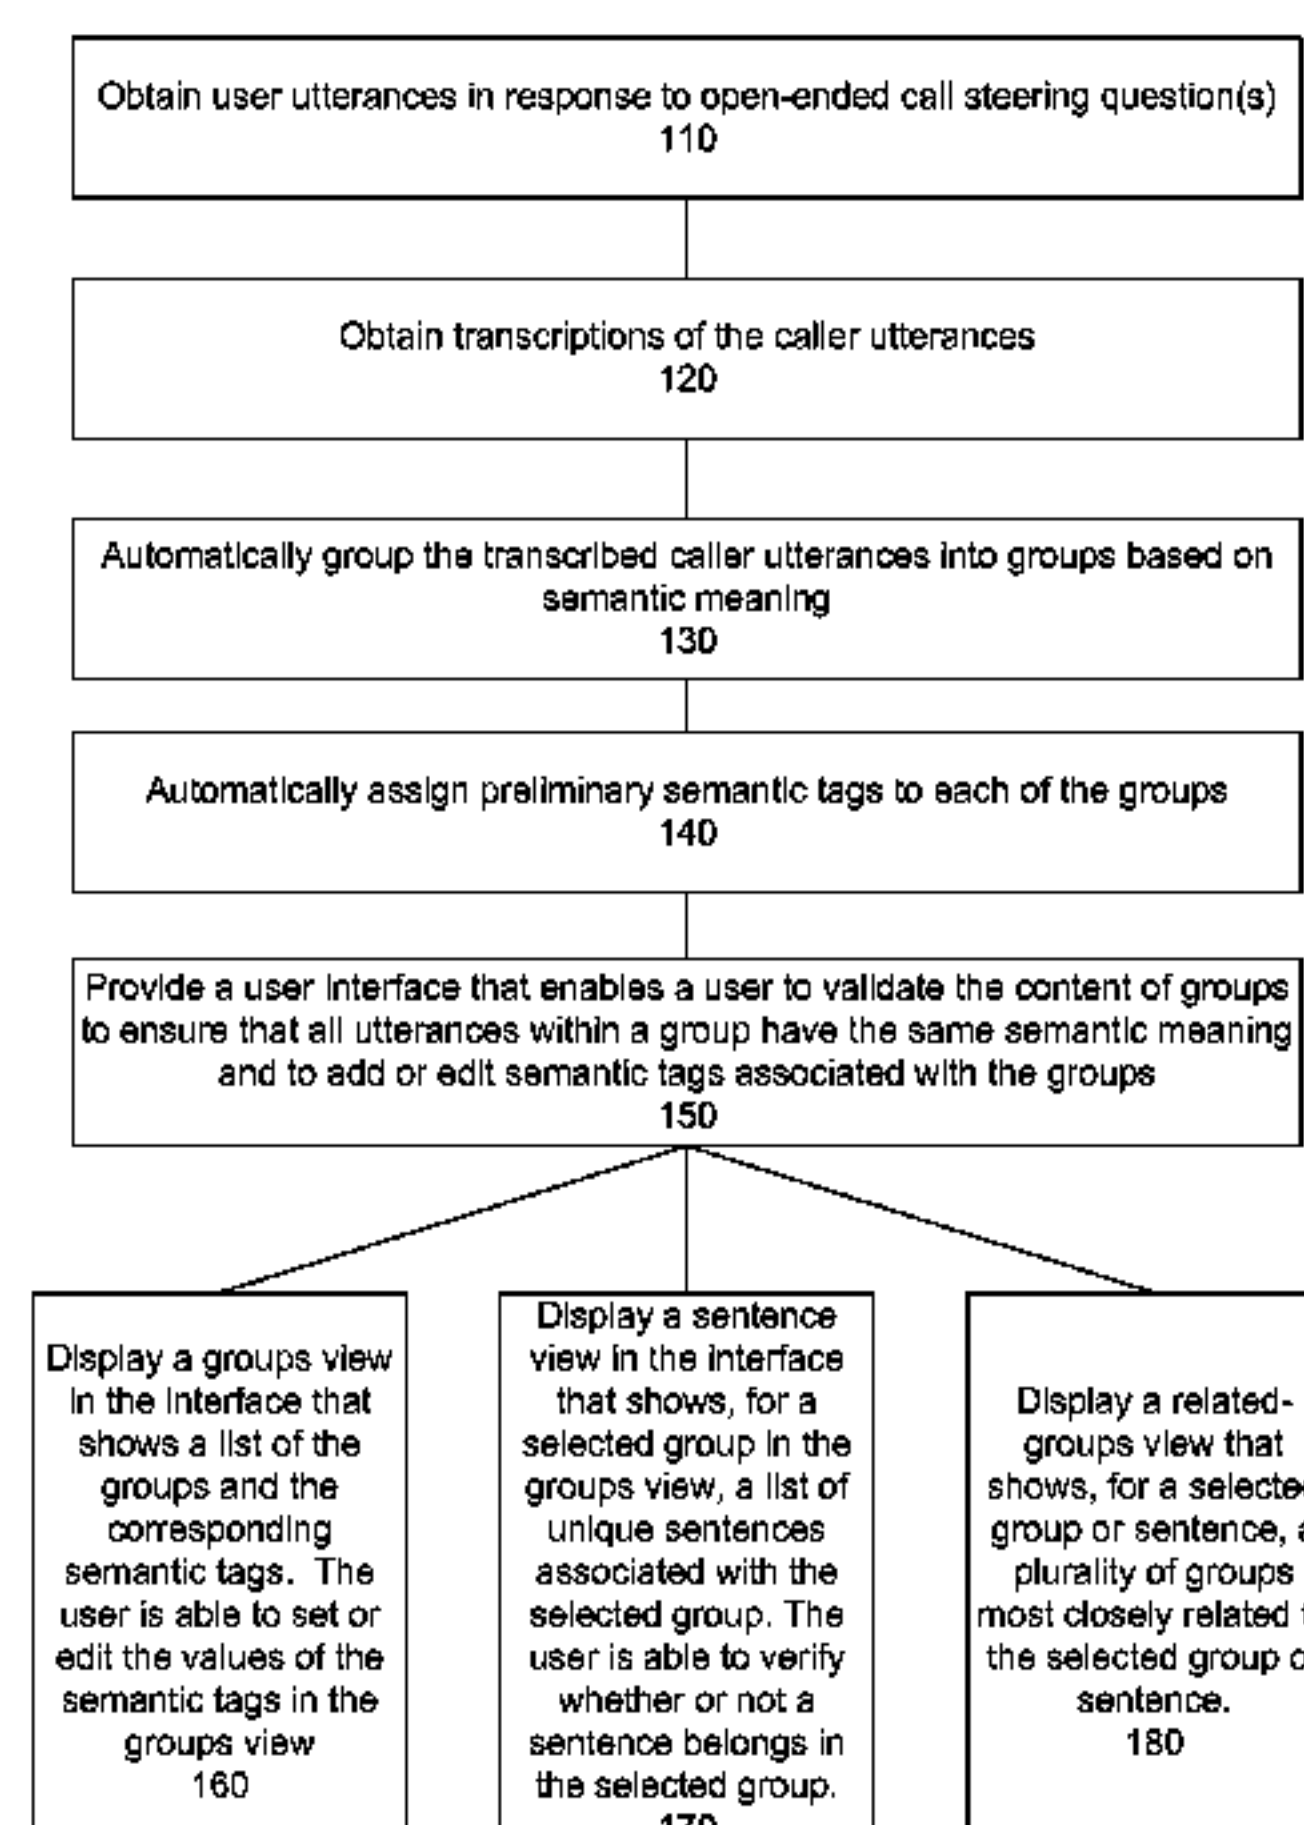 Obtain user utterances in response to open-ended call steering question(s)
110
Obtain transcriptions of the caller utterances
120
Automatically group the transcribed caller utterances into groups based on
semantic meaning
130
Automatically assign preliminary semantic tags to each of the groups
140
Provide a user interface that enables a user to validate the content of groups
to ensure that all utterances within a group have the same semantic meaning
and to add or edit semantic tags associated with the groups
150
Display a groups view
in the interface that
shows a list of the
groups and the
corresponding
semantic tags. The
user is able to set or
edit the values of the
semantic tags in the
groups view
160
Display a sentence
view in the interface
that shows, for a
selected group in the
groups view, a list of
unique sentences
associated with the
selected group. The
user is able to verify
whether or not a
sentence belongs in
the selected group.
170
Display a related-
groups view that
shows, for a
group or sentence,
plurality of groups
most closely related
the selected group
sentence.
180